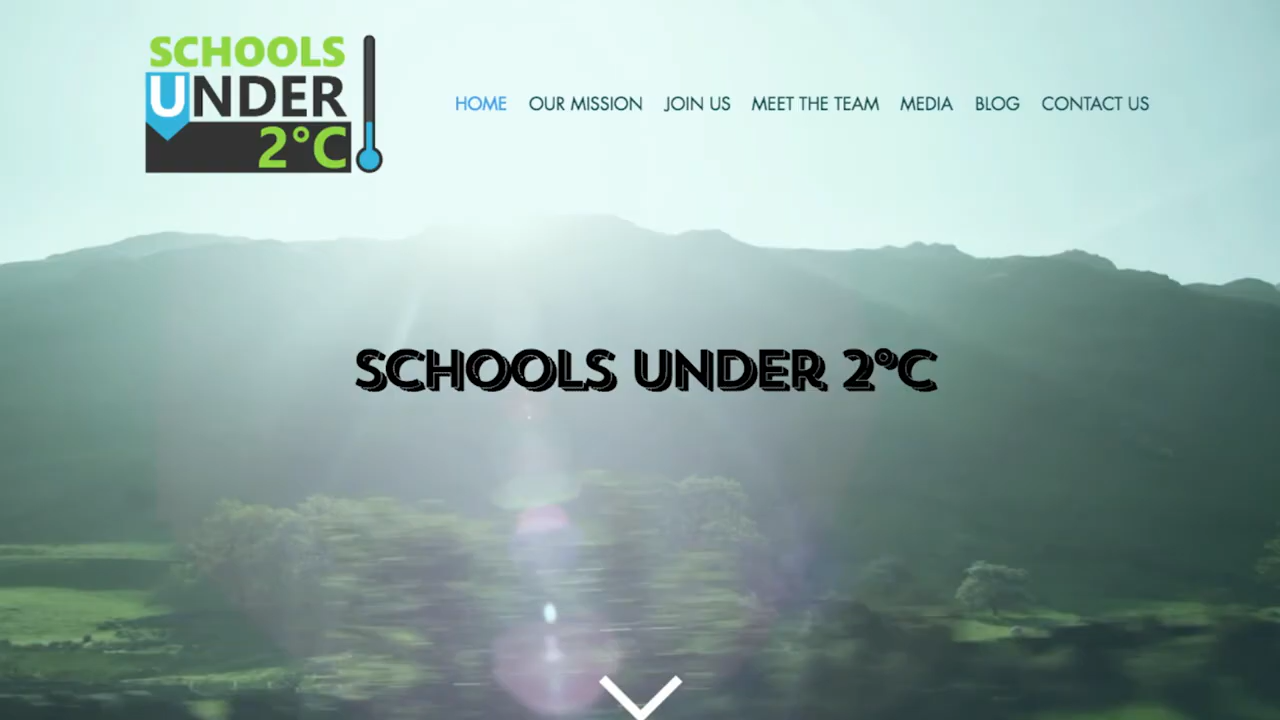 SCHOOLS
UNDER
2°C
HOME OUR MISSION JOIN US MEET THE TEAM MEDIA BLOG CONTACT US
SCHOOLS UNDER 2°C